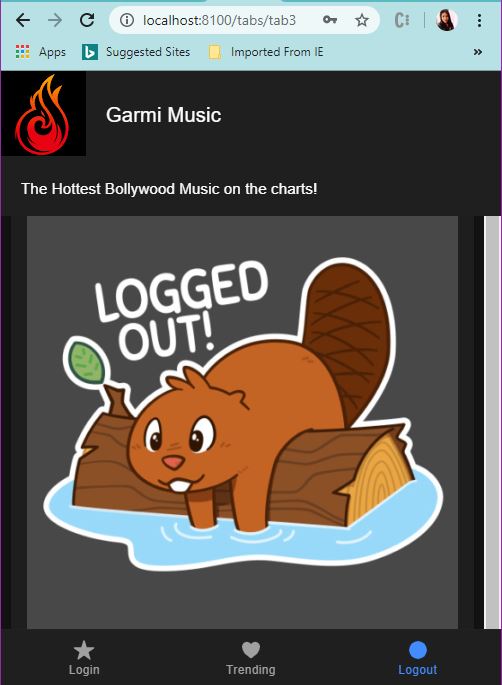 localhost:8100/tabs/tab3
Apps Suggested Sites Imported From IE »
Garmi Music
The Hottest Bollywood Music on the charts!
LOGGED
OUT!
Login Trending Logout